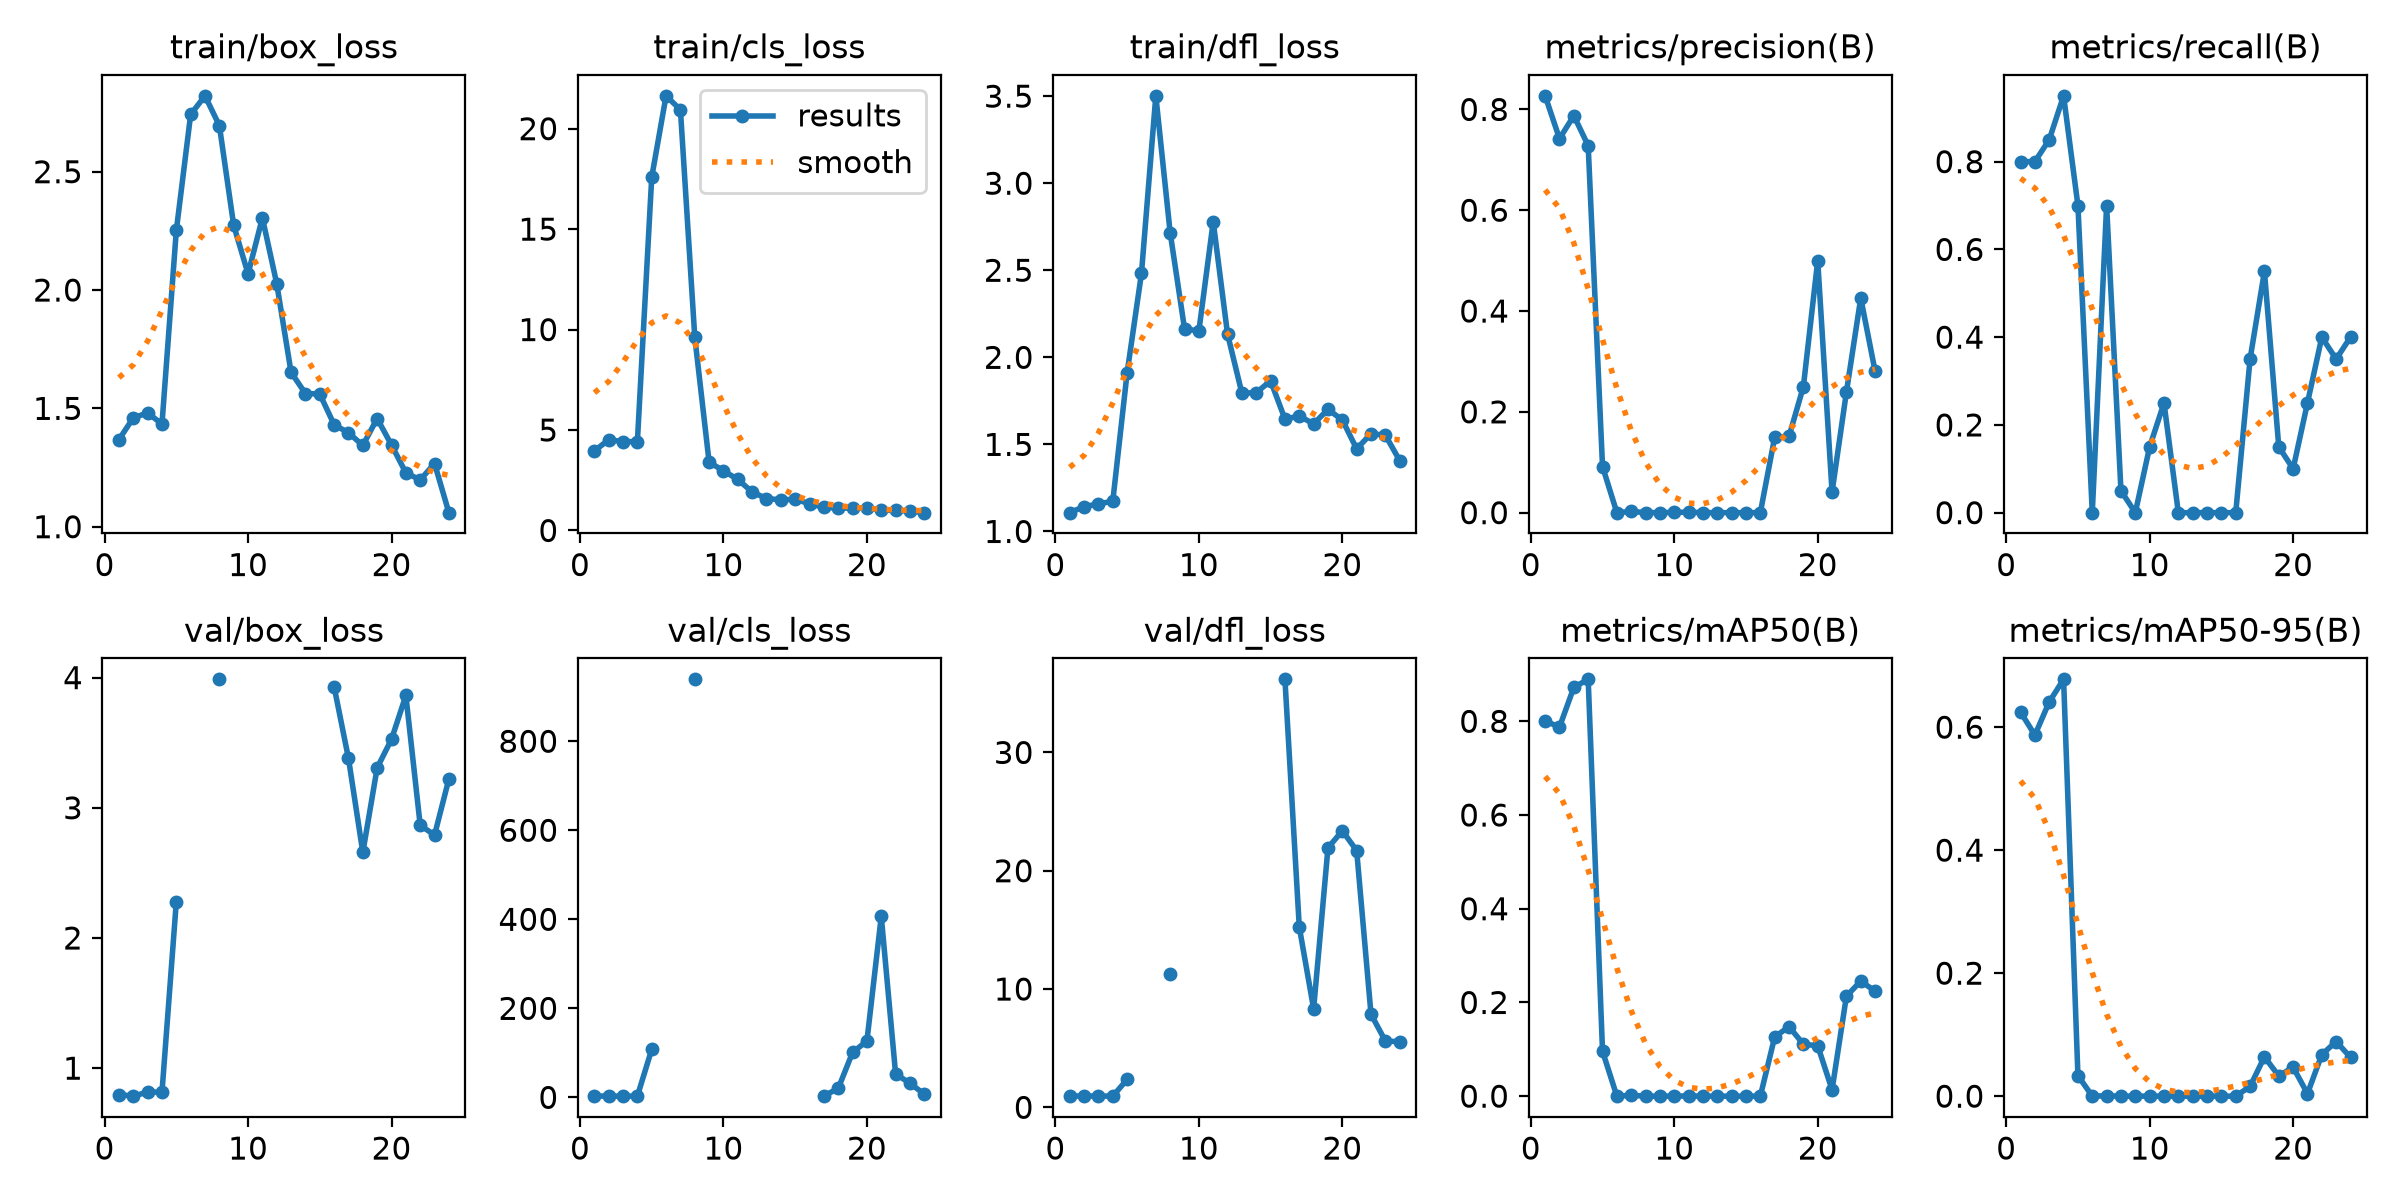 train/box_loss
train/cls_loss
train/dfl_loss
metrics/precision(B)
metrics/recall(B)
results
smooth
2.5
2.0
1.5
1.0
0 10 20
20
15
10
5
0
0 10 20
3.5
3.0
2.5
2.0
1.5
1.0
0 10 20
0.8
0.6
0.4
0.2
0.0
0 10 20
0.8
0.6
0.4
0.2
0.0
0 10 20
val/box_loss
val/cls_loss
val/dfl_loss
metrics/mAP50(B)
metrics/mAP50-95(B)
4
3
2
1
0 10 20
800
600
400
200
0
0 10 20
30
20
10
0
0 10 20
0.8
0.6
0.4
0.2
0.0
0 10 20
0.6
0.4
0.2
0.0
0 10 20